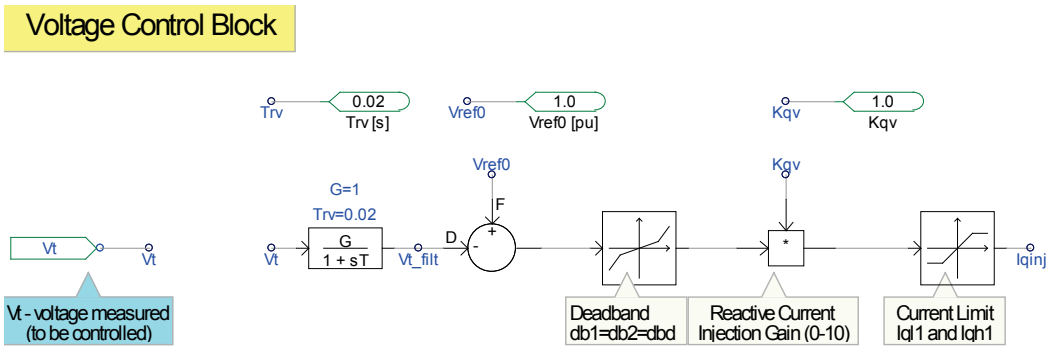 Voltage Control Block
0.02
1.0
1.0
Trv
Trv [s]
Vref0
Vref0 [pu]
Kqv
Kqv
Vref0
Kqv
G=1
Trv=0.02
F
+
Vt
Vt
Vt
G
1 + sT
Vt_filt
D
-
*
Iqinj
Vt - voltage measured
(to be controlled)
Deadband
db1=db2=dbd
Reactive Current
Injection Gain (0-10)
Current Limit
Iql1 and Iqh1